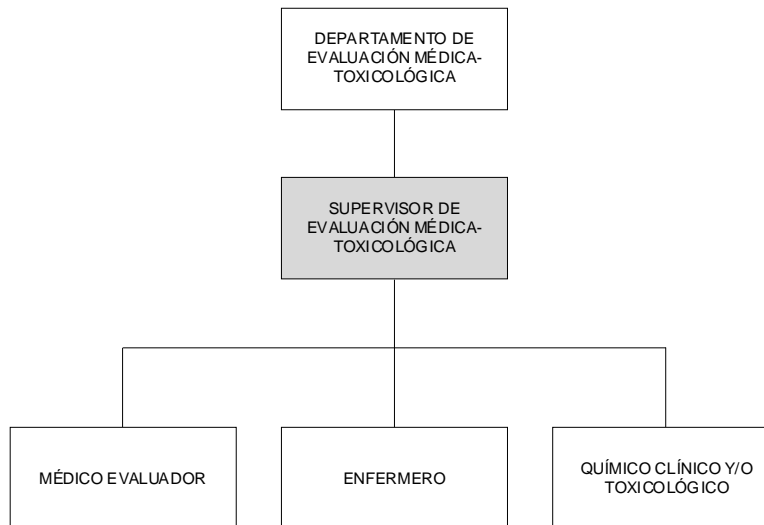 DEPARTAMENTO DE
EVALUACIÓN MÉDICA-
TOXICOLÓGICA
SUPERVISOR DE
EVALUACIÓN MÉDICA-
TOXICOLÓGICA
MÉDICO EVALUADOR
ENFERMERO
QUÍMICO CLÍNICO Y/O
TOXICOLÓGICO